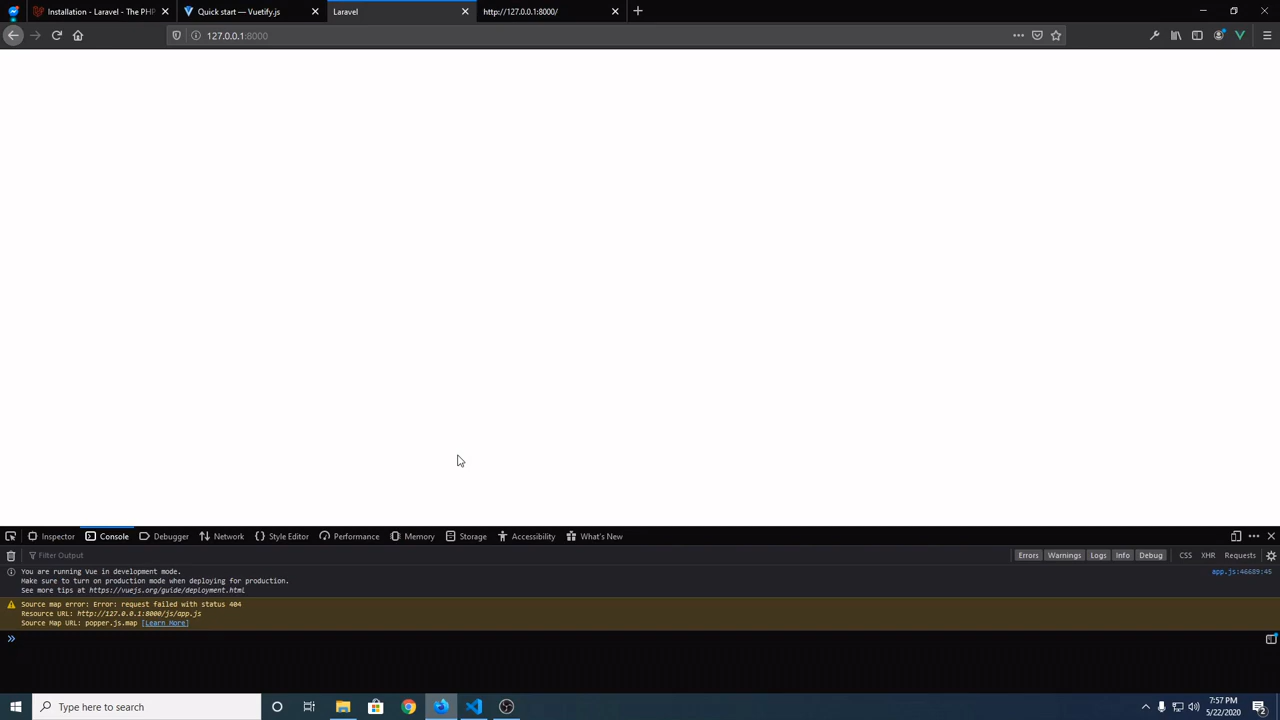 Installation - Laravel - The PHP
Quick start — Vuetify.js
Laravel
http://127.0.0.1:8000/
127.0.0.1:8000
Inspector
Console
Debugger
Network
Style Editor
Performance
Memory
Storage
Accessibility
What's New
Filter Output
Errors
Warnings
Logs
Info
Debug
CSS
XHR
Requests
You are running Vue in development mode.
app.js:46689:45
Make sure to turn on production mode when deploying for production.
See more tips at https://vuejs.org/guide/deployment.html
Source map error: Error: request failed with status 404
Resource URL: http://127.0.0.1:8000/js/app.js
Source Map URL: popper.js.map [Learn More]
Type here to search
7:57 PM
5/22/2020
2